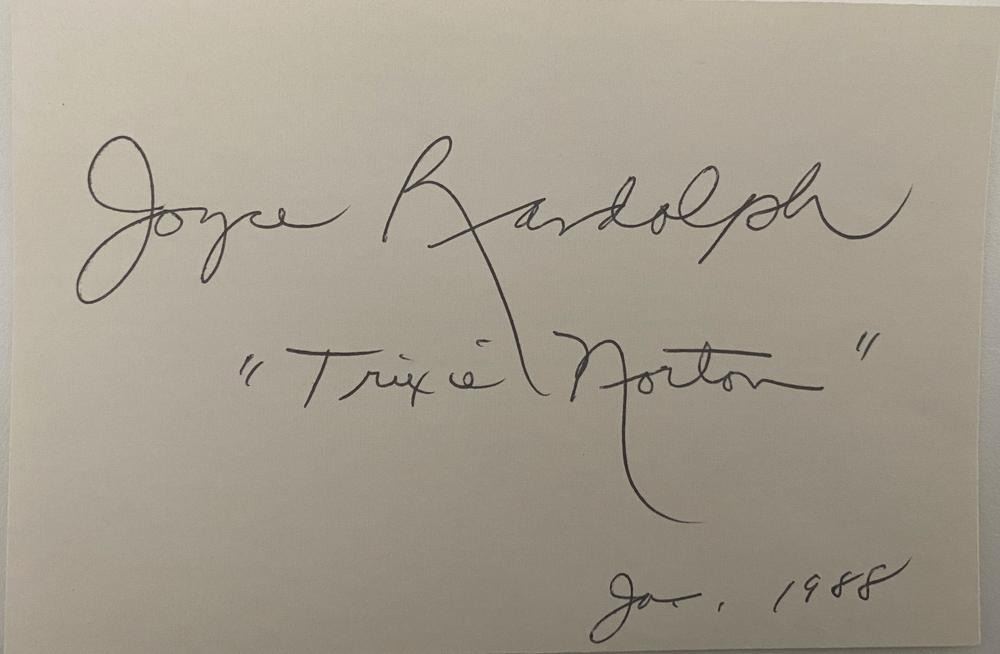 Joyce Randolph
"Trixie Norton"
Jan. 1988